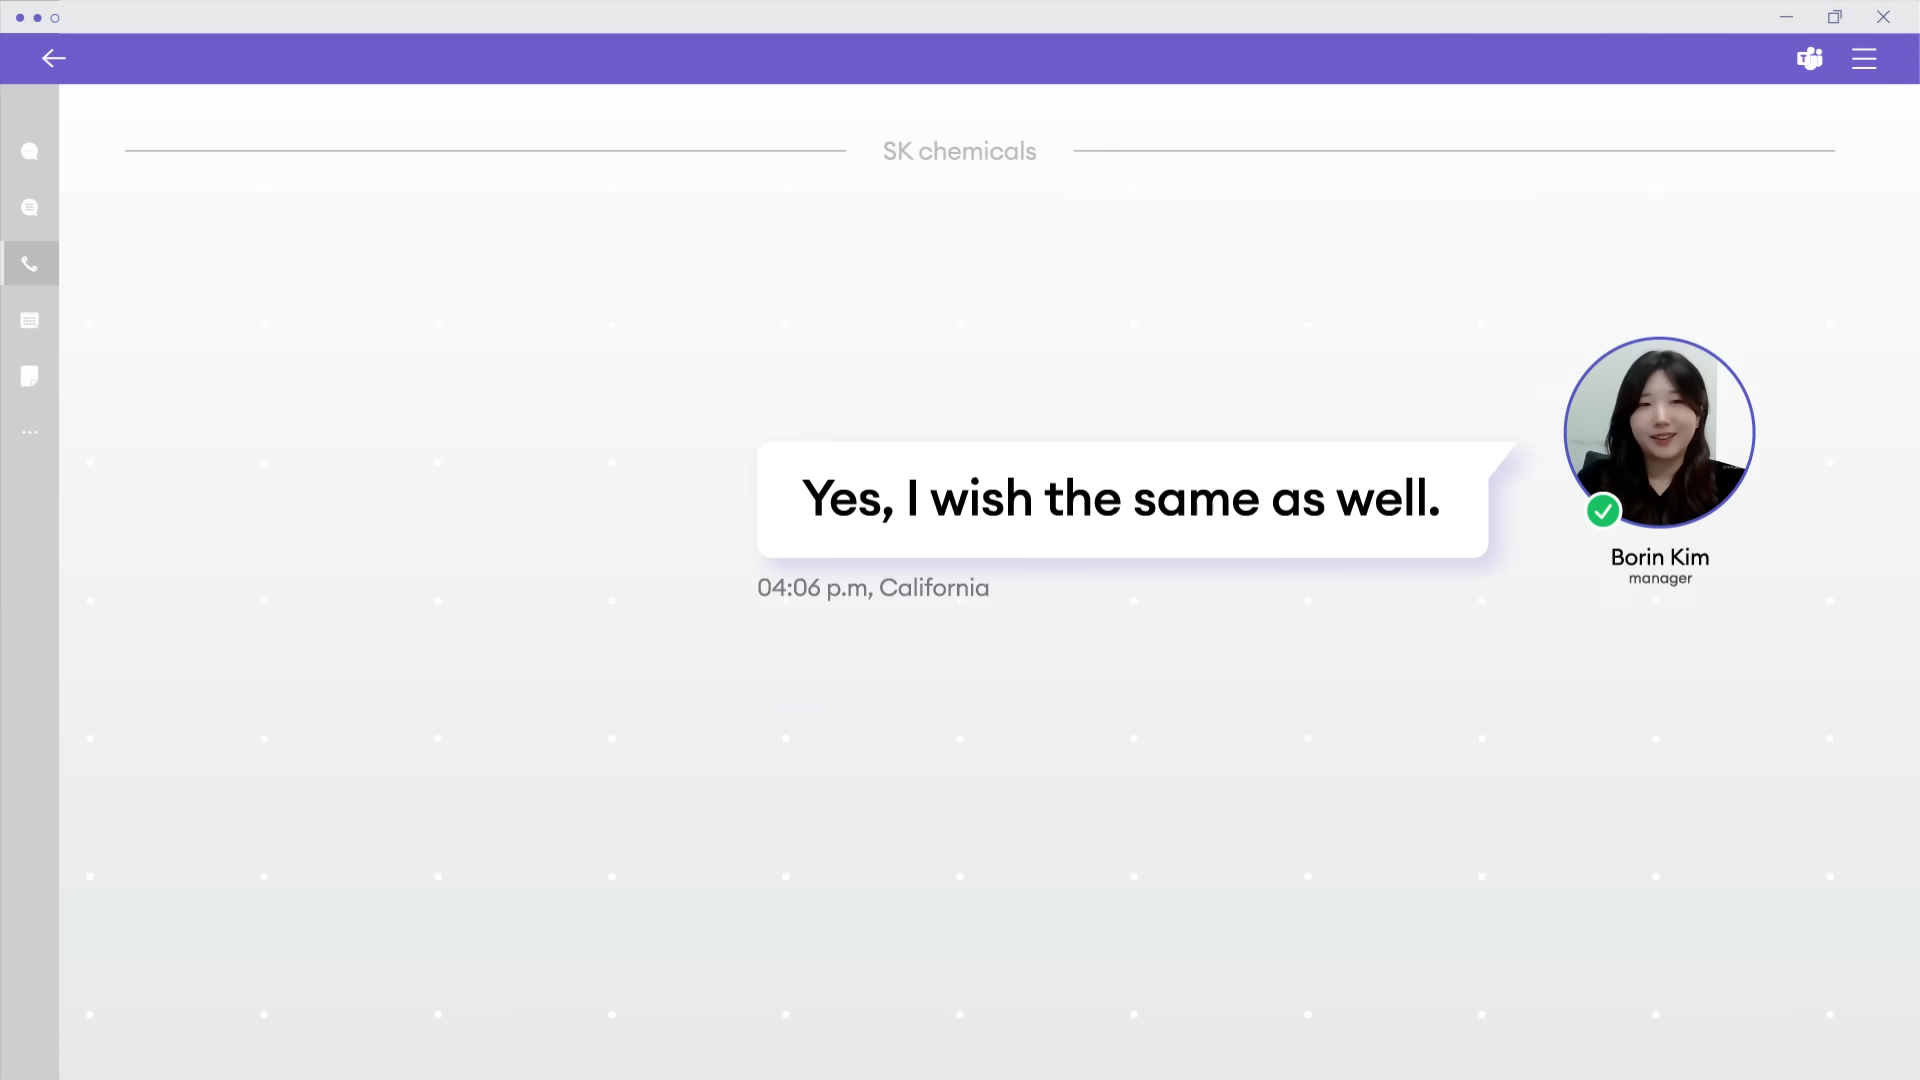 SK chemicals
Yes, I wish the same as well.
04:06 p.m, California
Borin Kim
manager